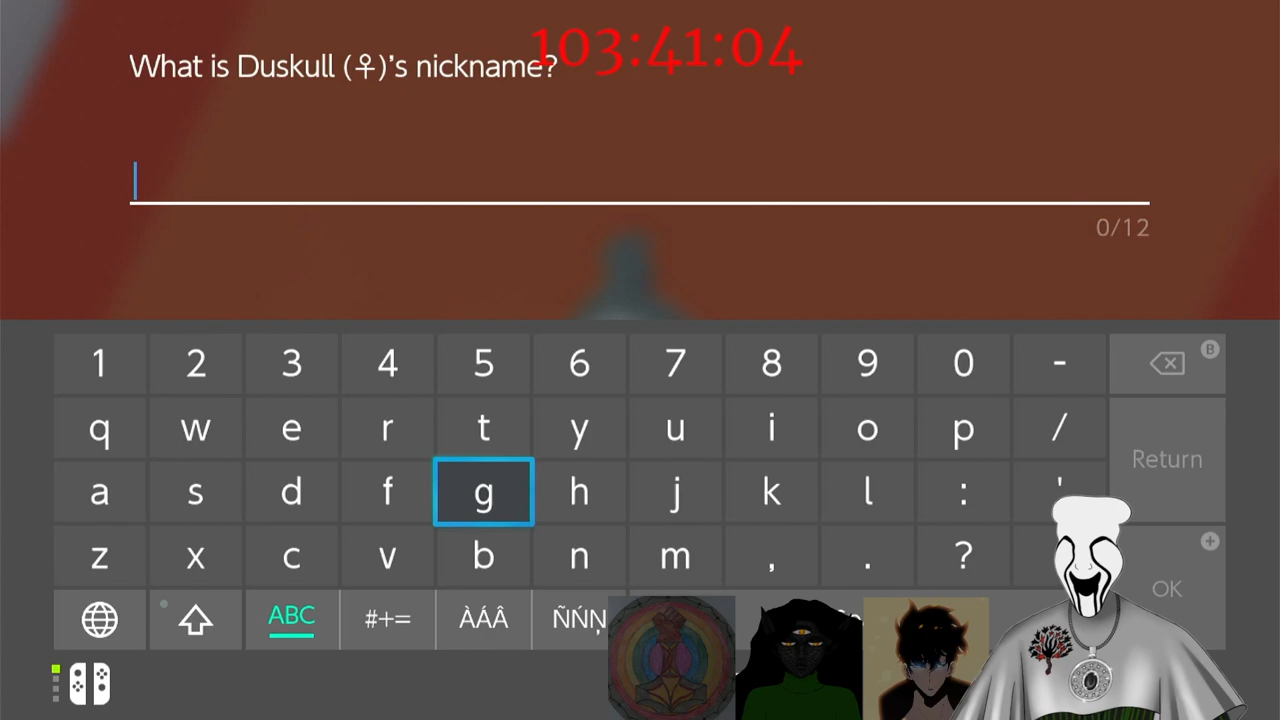 103:41:04
What is Duskull (♀)'s nickname?
0/12
1 2 3 4 5 6 7 8 9 0 -
B
q w e r t y u i o p /
Return
a s d f g h j k l : '
z x c v b n m , . ?
+
OK
ABC #+= ÀÁÂ ÑŃŅ